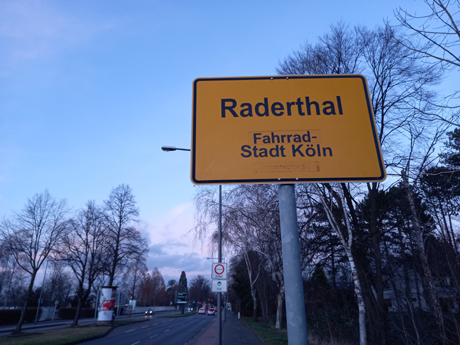 Raderthal
Fahrrad-
Stadt Köln